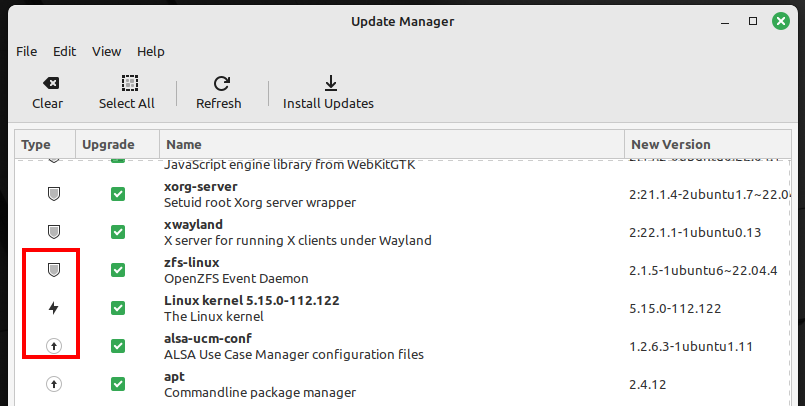 Update Manager
File Edit View Help
Clear Select All Refresh Install Updates
Type Upgrade Name New Version
JavaScript engine library from WebKitGTK
xorg-server
Setuid root Xorg server wrapper
2:21.1.4-2ubuntu1.7~22.04
xwayland
X server for running X clients under Wayland
2:22.1.1-1ubuntu0.13
zfs-linux
OpenZFS Event Daemon
2.1.5-1ubuntu6~22.04.4
Linux kernel 5.15.0-112.122
The Linux kernel
5.15.0-112.122
alsa-ucm-conf
ALSA Use Case Manager configuration files
1.2.6.3-1ubuntu1.11
apt
Commandline package manager
2.4.12